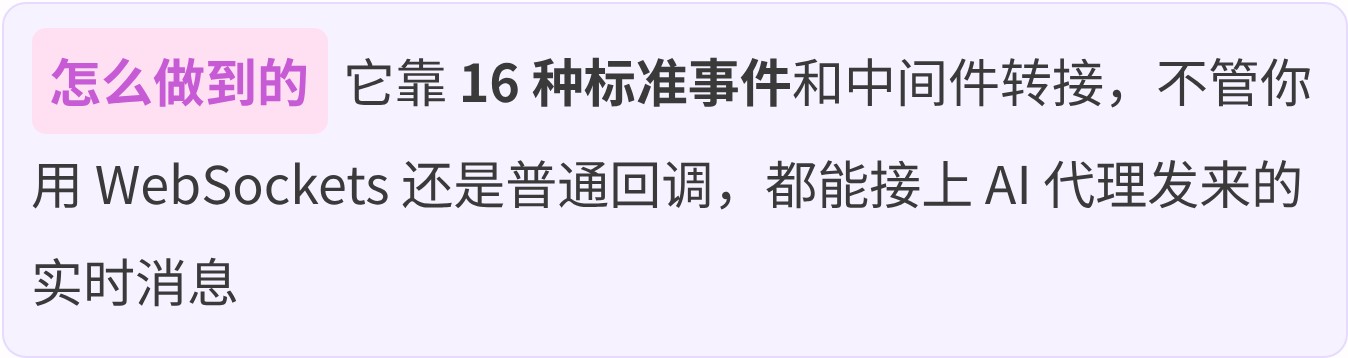 怎么做到的 它靠 16 种标准事件和中间件转接，不管你
用 WebSockets 还是普通回调，都能接上 AI 代理发来的
实时消息